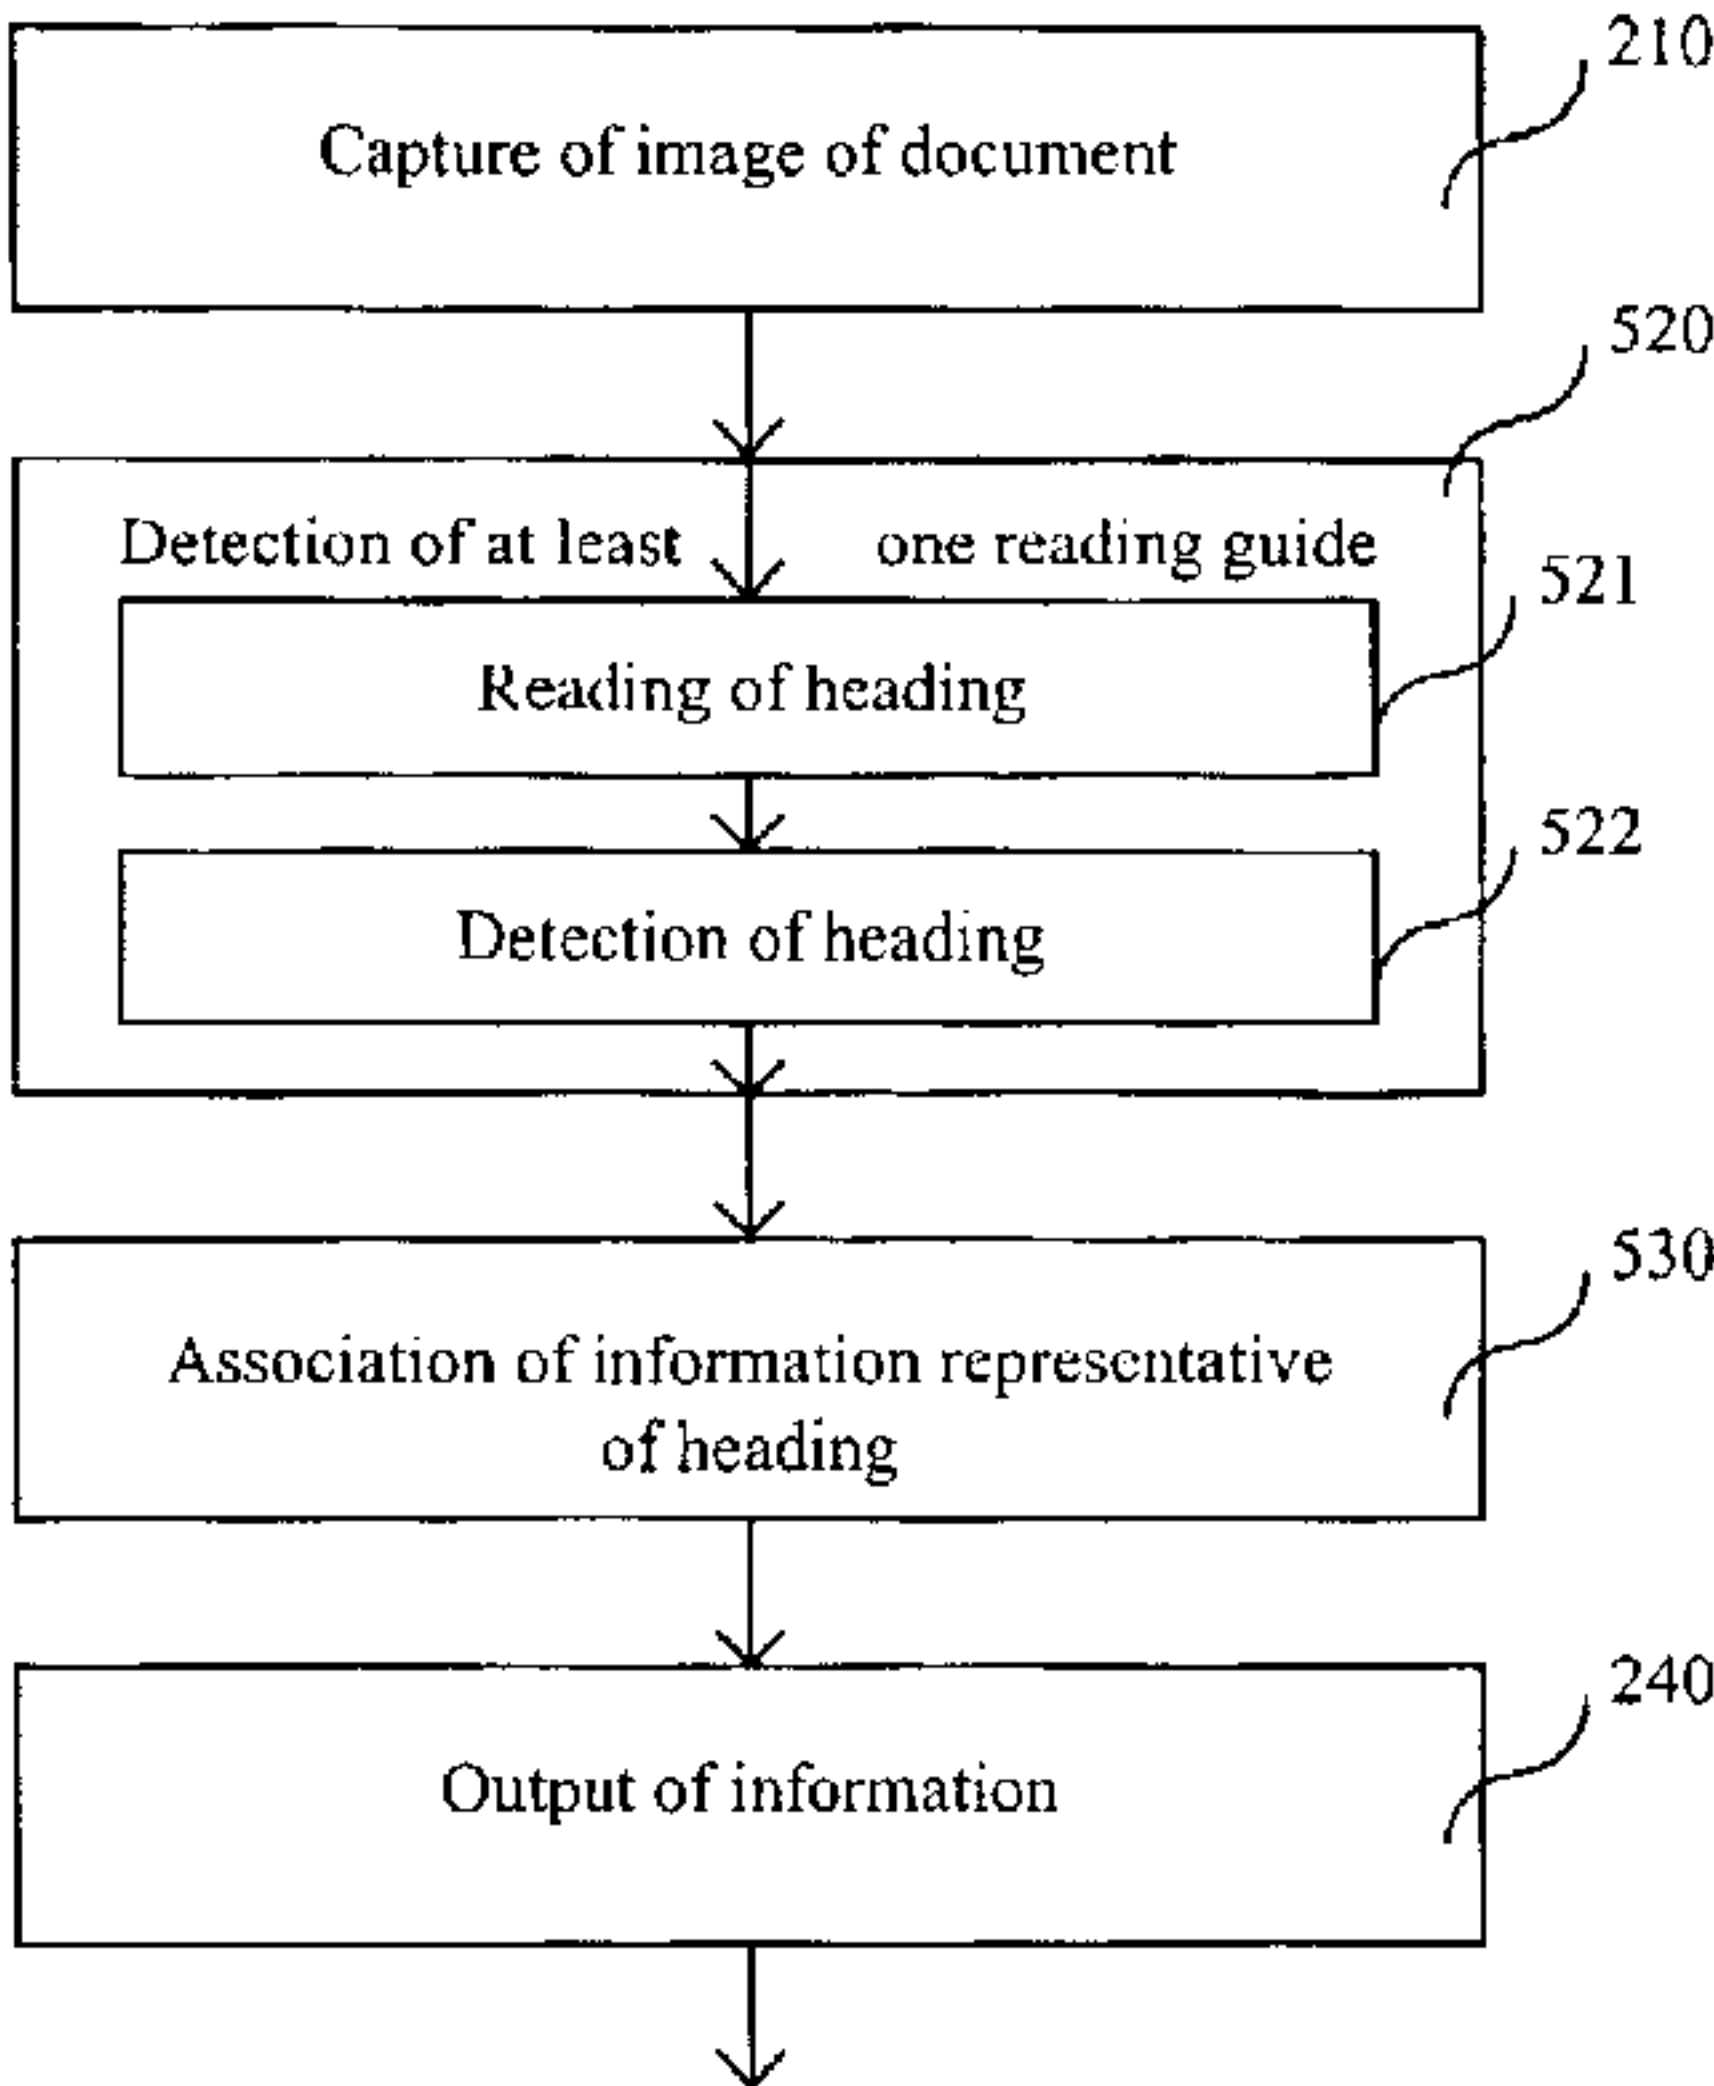 210
Capture of image of document
520
Detection of at least one reading guide
521
Reading of heading
522
Detection of heading
530
Association of information representative
of heading
240
Output of information